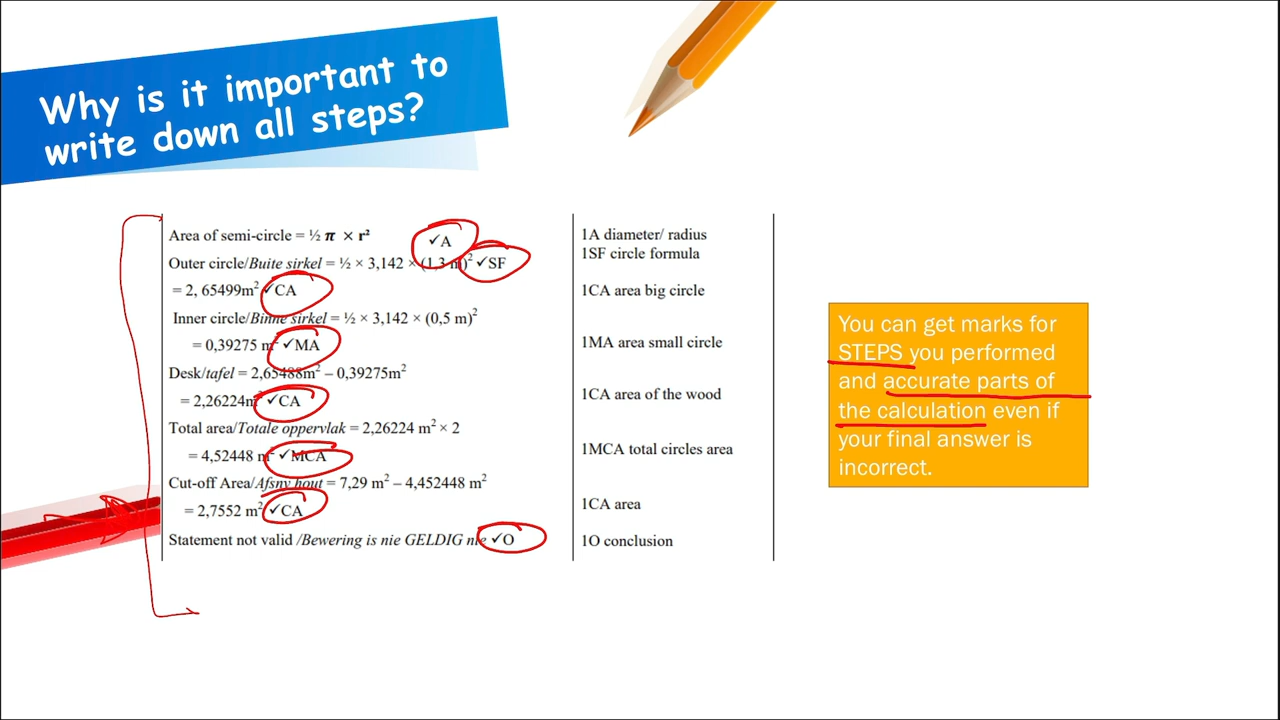 Why is it important to
write down all steps?
Area of semi-circle = ½ π × r²
✓A
1A diameter/ radius
1SF circle formula
Outer circle/Buite sirkel = ½ × 3,142 × (1,3 m)² ✓SF
= 2, 65499m² ✓CA
1CA area big circle
Inner circle/Binne sirkel = ½ × 3,142 × (0,5 m)²
= 0,39275 m² ✓MA
1MA area small circle
Desk/tafel = 2,65488m² – 0,39275m²
= 2,26224m² ✓CA
1CA area of the wood
Total area/Totale oppervlak = 2,26224 m² × 2
= 4,52448 m² ✓MCA
1MCA total circles area
Cut-off Area/Afsny hout = 7,29 m² – 4,452448 m²
= 2,7552 m² ✓CA
1CA area
Statement not valid /Bewering is nie GELDIG nie ✓O
1O conclusion
You can get marks for
STEPS you performed
and accurate parts of
the calculation even if
your final answer is
incorrect.